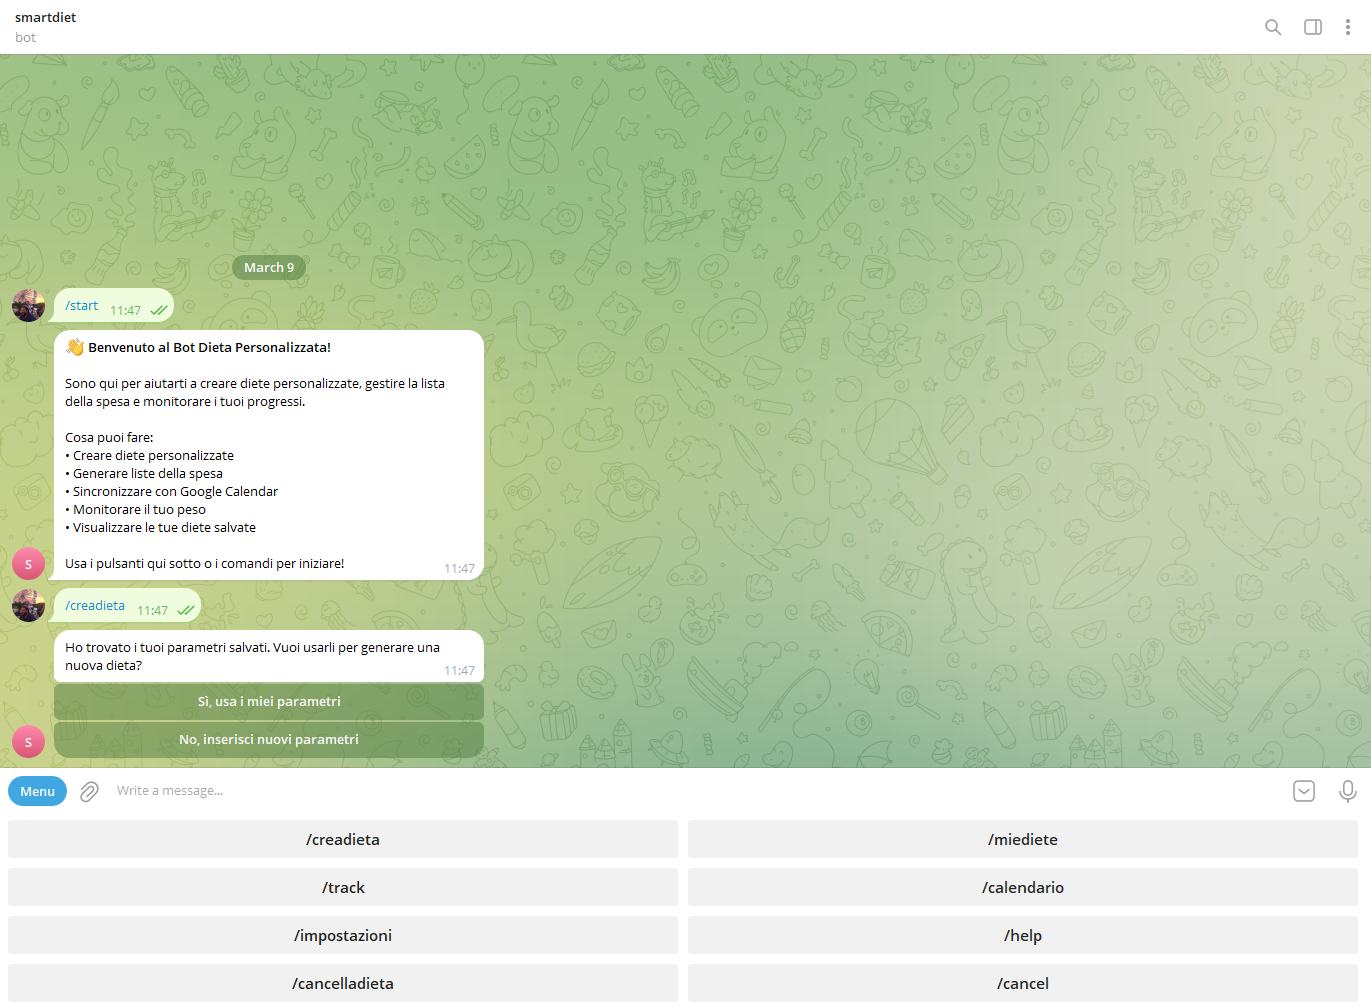 smartdiet
bot
March 9
/start 11:47
👋 Benvenuto al Bot Dieta Personalizzata!
Sono qui per aiutarti a creare diete personalizzate, gestire la lista
della spesa e monitorare i tuoi progressi.
Cosa puoi fare:
• Creare diete personalizzate
• Generare liste della spesa
• Sincronizzare con Google Calendar
• Monitorare il tuo peso
• Visualizzare le tue diete salvate
Usa i pulsanti qui sotto o i comandi per iniziare!
11:47
S
/creadieta 11:47
Ho trovato i tuoi parametri salvati. Vuoi usarli per generare una
nuova dieta?
11:47
Sì, usa i miei parametri
No, inserisci nuovi parametri
S
Menu
Write a message...
/creadieta
/miediete
/track
/calendario
/impostazioni
/help
/cancelladieta
/cancel